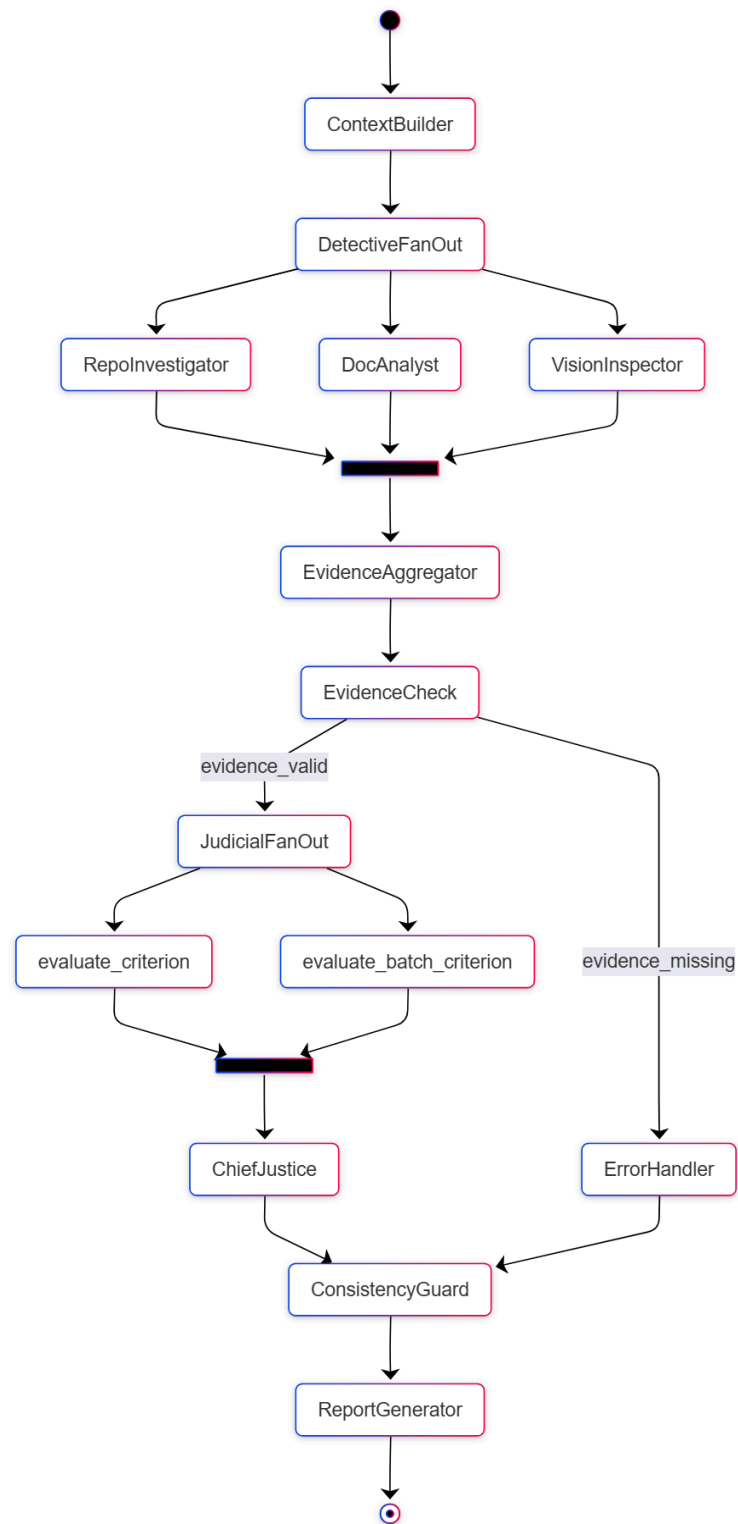 ContextBuilder
DetectiveFanOut
RepoInvestigator
DocAnalyst
VisionInspector
EvidenceAggregator
EvidenceCheck
evidence_valid
JudicialFanOut
evaluate_criterion
evaluate_batch_criterion
evidence_missing
ChiefJustice
ErrorHandler
ConsistencyGuard
ReportGenerator